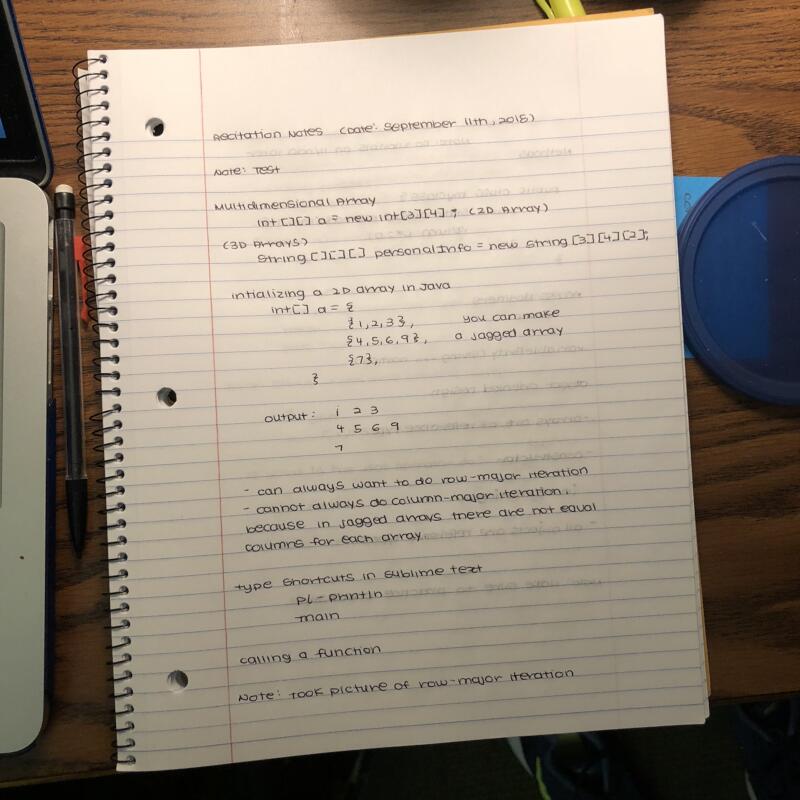 Recitation Notes (Date: September 11th, 2018)
Note: Test
Multidimensional Array
int [][] a = new int[3][4]; (2D Array)
(3D Arrays)
String [][][] personalInfo = new string [3][4][2];
intializing a 2D array in Java
int[] a = {
{1,2,3}, you can make
{4,5,6,9}, a jagged array
{7},
}
output: 1 2 3
4 5 6 9
7
- can always want to do row-major iteration
- cannot always do column-major iteration,
because in jagged arrays there are not equal
columns for each array.
type shortcuts in sublime text
pl - println
main
calling a function
Note: took picture of row-major iteration